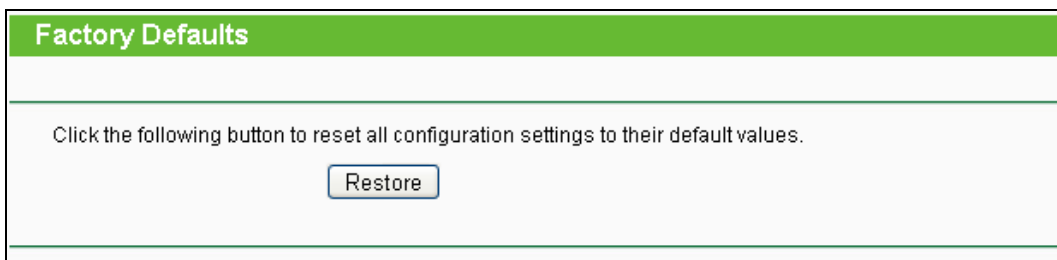 Factory Defaults
Click the following button to reset all configuration settings to their default values.
Restore